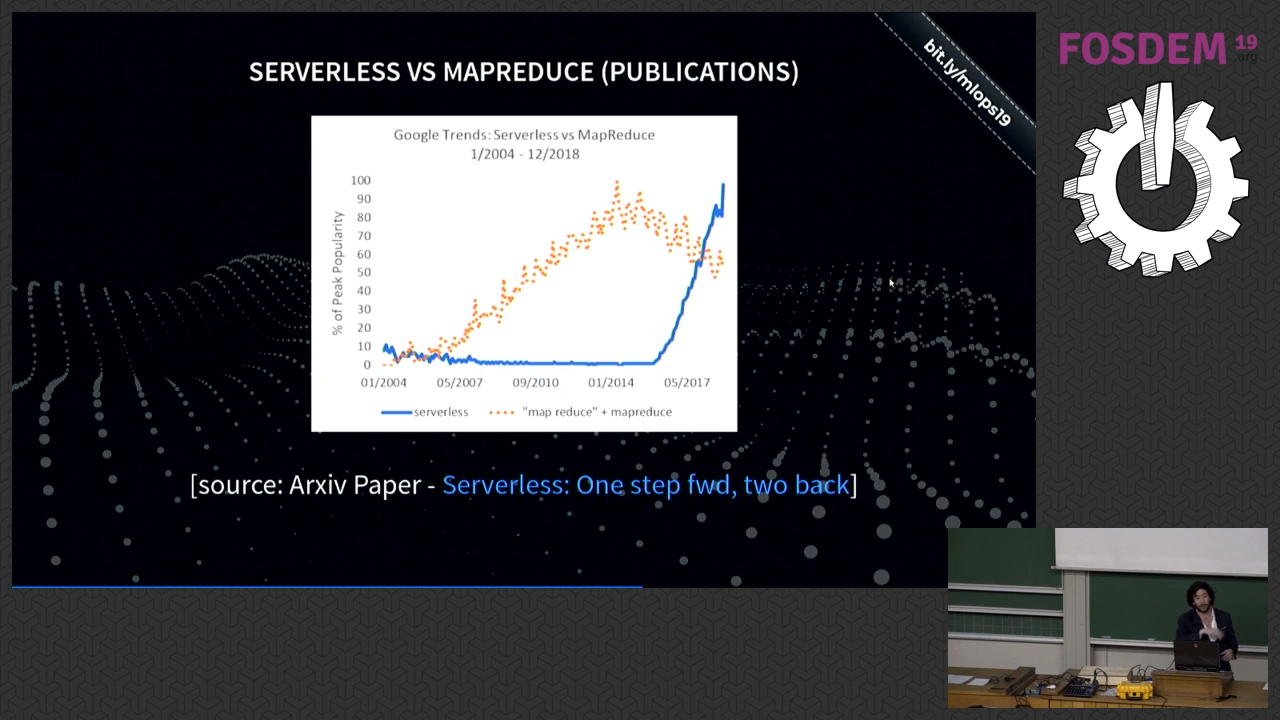 SERVERLESS VS MAPREDUCE (PUBLICATIONS)
bit.ly/mlops19
FOSDEM 19
.org
Google Trends: Serverless vs MapReduce
1/2004 - 12/2018
% of Peak Popularity
100
90
80
70
60
50
40
30
20
10
0
01/2004 05/2007 09/2010 01/2014 05/2017
serverless "map reduce" + mapreduce
[source: Arxiv Paper - Serverless: One step fwd, two back]